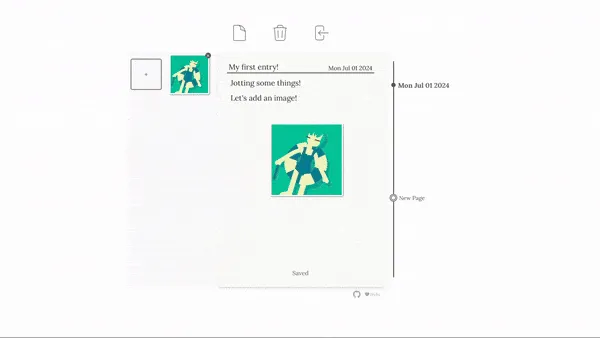 My first entry!
Mon Jul 01 2024
Jotting some things!
Let's add an image!
Saved
Mon Jul 01 2024
New Page